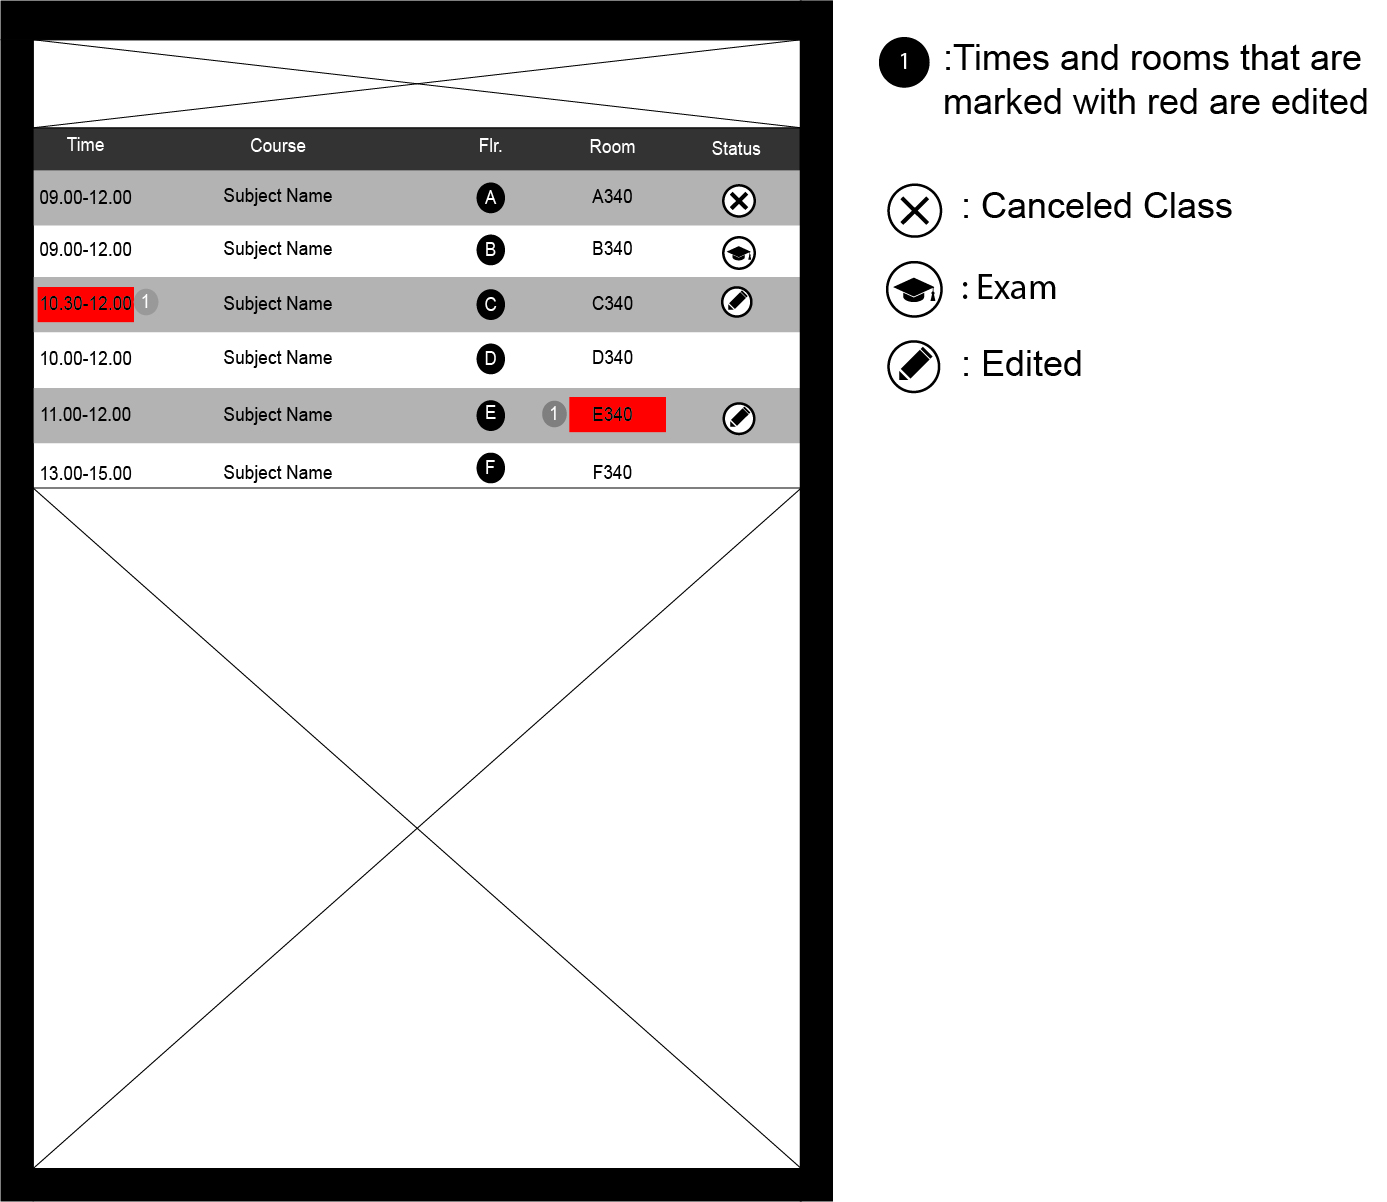 Time Course Flr. Room Status
09.00-12.00 Subject Name A A340
09.00-12.00 Subject Name B B340
10.30-12.00 1 Subject Name C C340
10.00-12.00 Subject Name D D340
11.00-12.00 Subject Name E 1 E340
13.00-15.00 Subject Name F F340
1 :Times and rooms that are
marked with red are edited
: Canceled Class
: Exam
: Edited